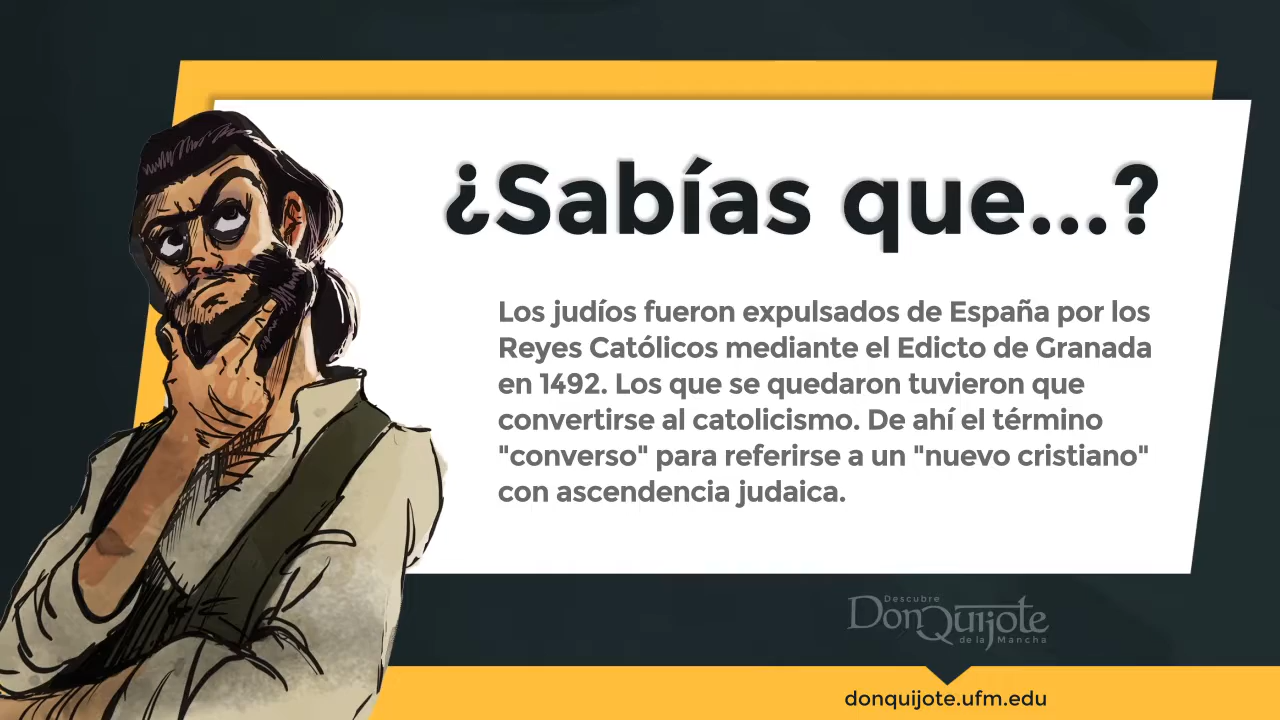 ¿Sabías que...?
Los judíos fueron expulsados de España por los
Reyes Católicos mediante el Edicto de Granada
en 1492. Los que se quedaron tuvieron que
convertirse al catolicismo. De ahí el término
"converso" para referirse a un "nuevo cristiano"
con ascendencia judaica.
Descubre
DonQuijote
de la Mancha
donquijote.ufm.edu